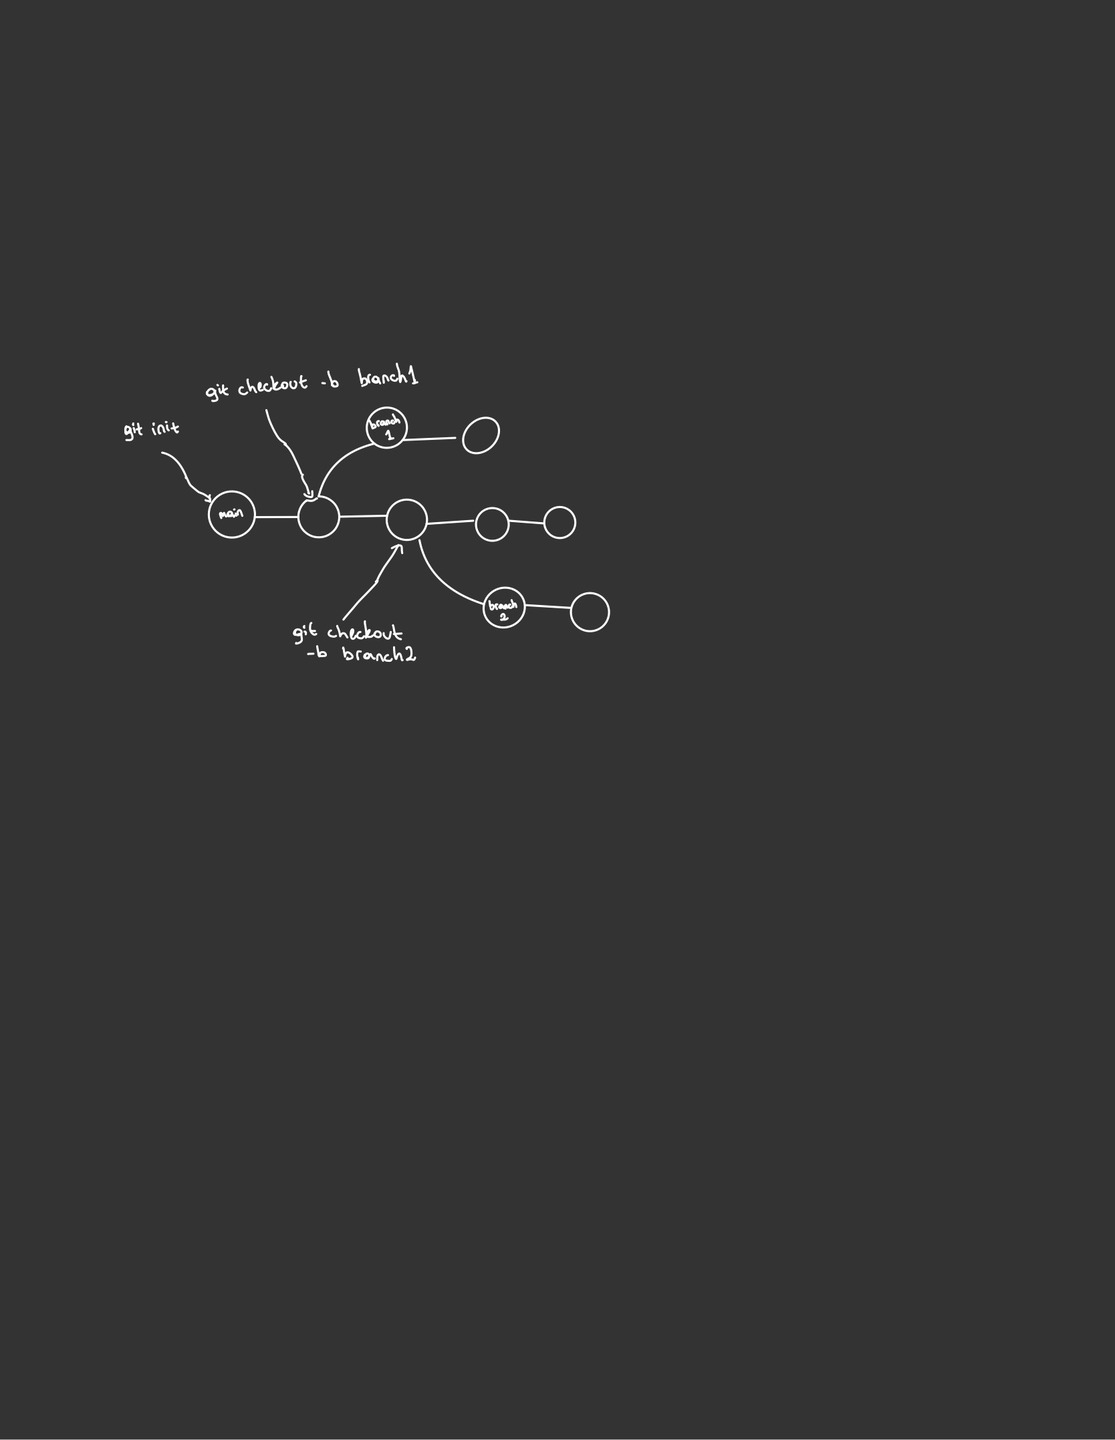 git checkout -b branch1
git init
branch
1
main
branch
2
git checkout
-b branch2